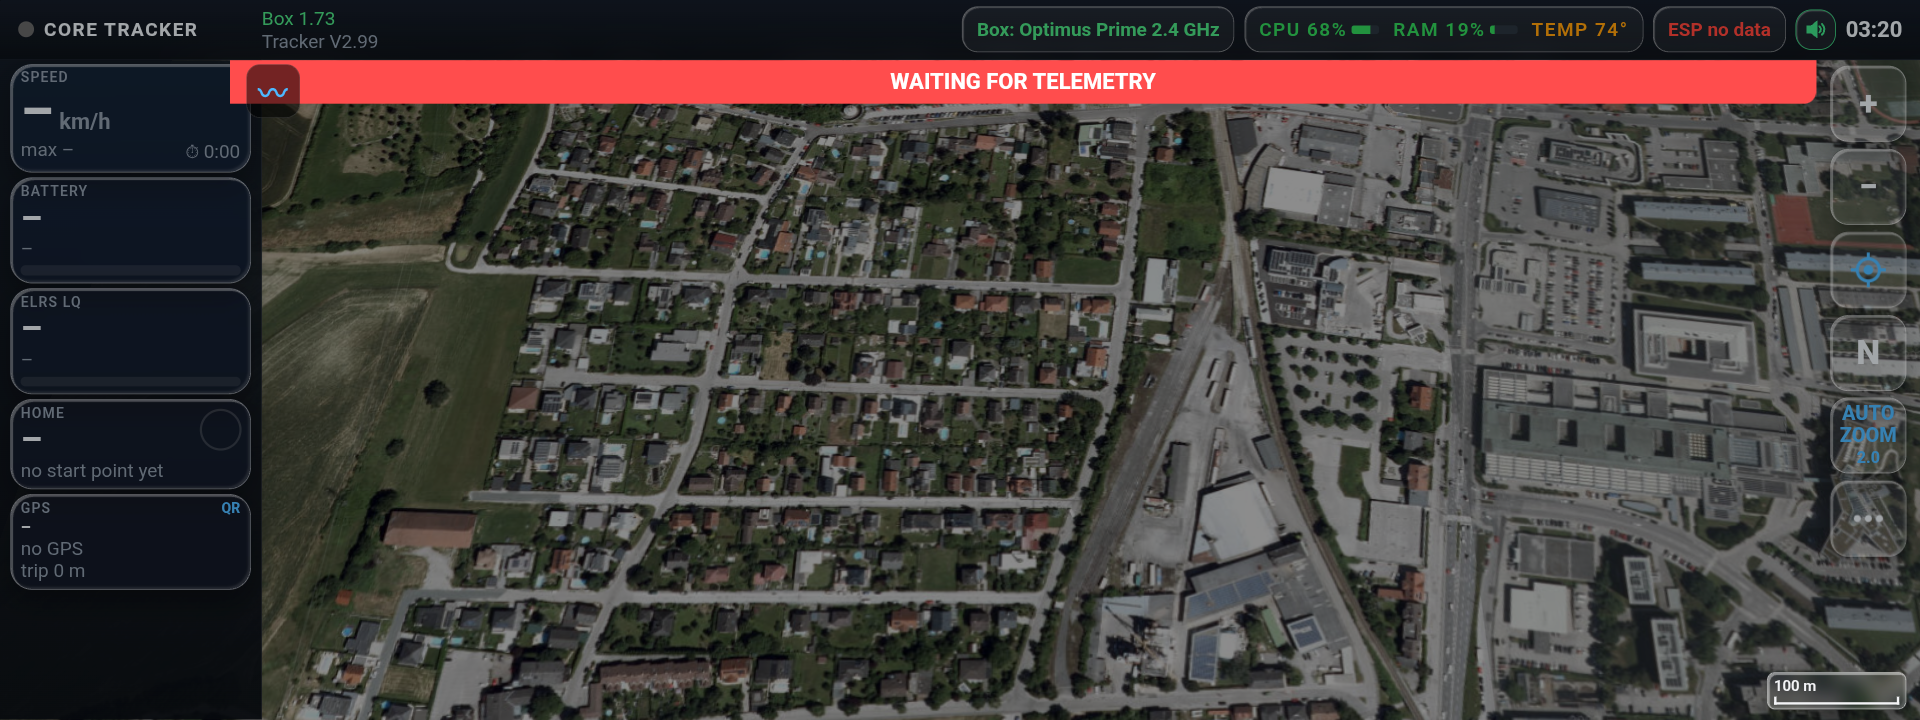 CORE TRACKER
Box 1.73
Tracker V2.99
Box: Optimus Prime 2.4 GHz
CPU 68%
RAM 19%
TEMP 74°
ESP no data
03:20
WAITING FOR TELEMETRY
SPEED
– km/h
max –
⏱ 0:00
BATTERY
–
–
ELRS LQ
–
–
HOME
–
no start point yet
GPS
QR
–
no GPS
trip 0 m
+
−
N
AUTO
ZOOM
2.0
•••
100 m